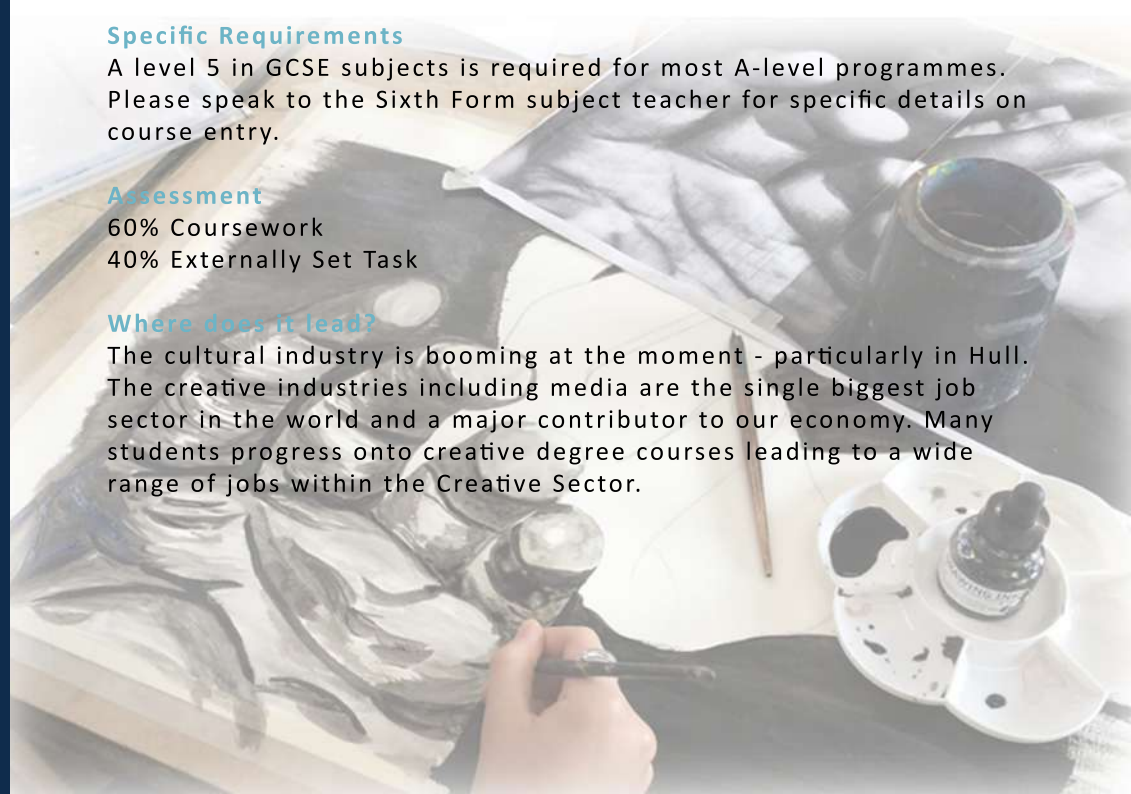 Specific Requirements
A level 5 in GCSE subjects is required for most A-level programmes.
Please speak to the Sixth Form subject teacher for specific details on
course entry.
Assessment
60% Coursework
40% Externally Set Task
Where does it lead?
The cultural industry is booming at the moment - particularly in Hull.
The creative industries including media are the single biggest job
sector in the world and a major contributor to our economy. Many
students progress onto creative degree courses leading to a wide
range of jobs within the Creative Sector.
DRAWING INK